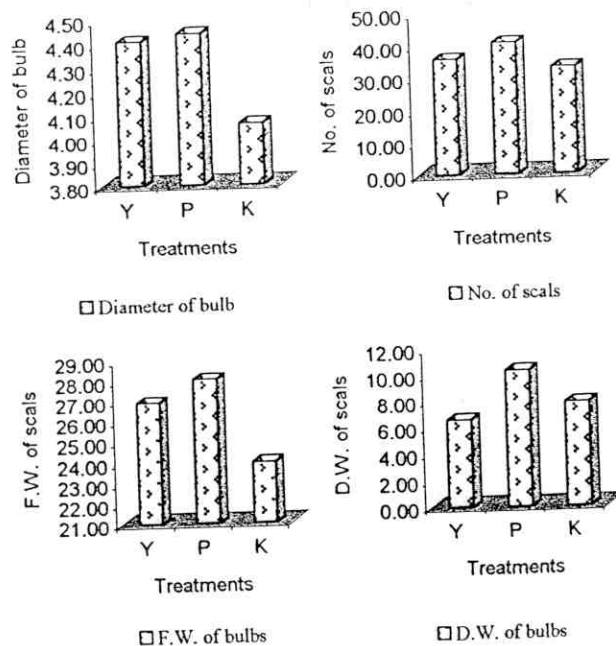 Diameter of bulb
4.50
4.40
4.30
4.20
4.10
4.00
3.90
3.80
Y P K
Treatments
Diameter of bulb
No. of scals
50.00
40.00
30.00
20.00
10.00
0.00
Y P K
Treatments
No. of scals
F.W. of scals
29.00
28.00
27.00
26.00
25.00
24.00
23.00
22.00
21.00
Y P K
Treatments
F.W. of bulbs
D.W. of scals
12.00
10.00
8.00
6.00
4.00
2.00
0.00
Y P K
Treatments
D.W. of bulbs